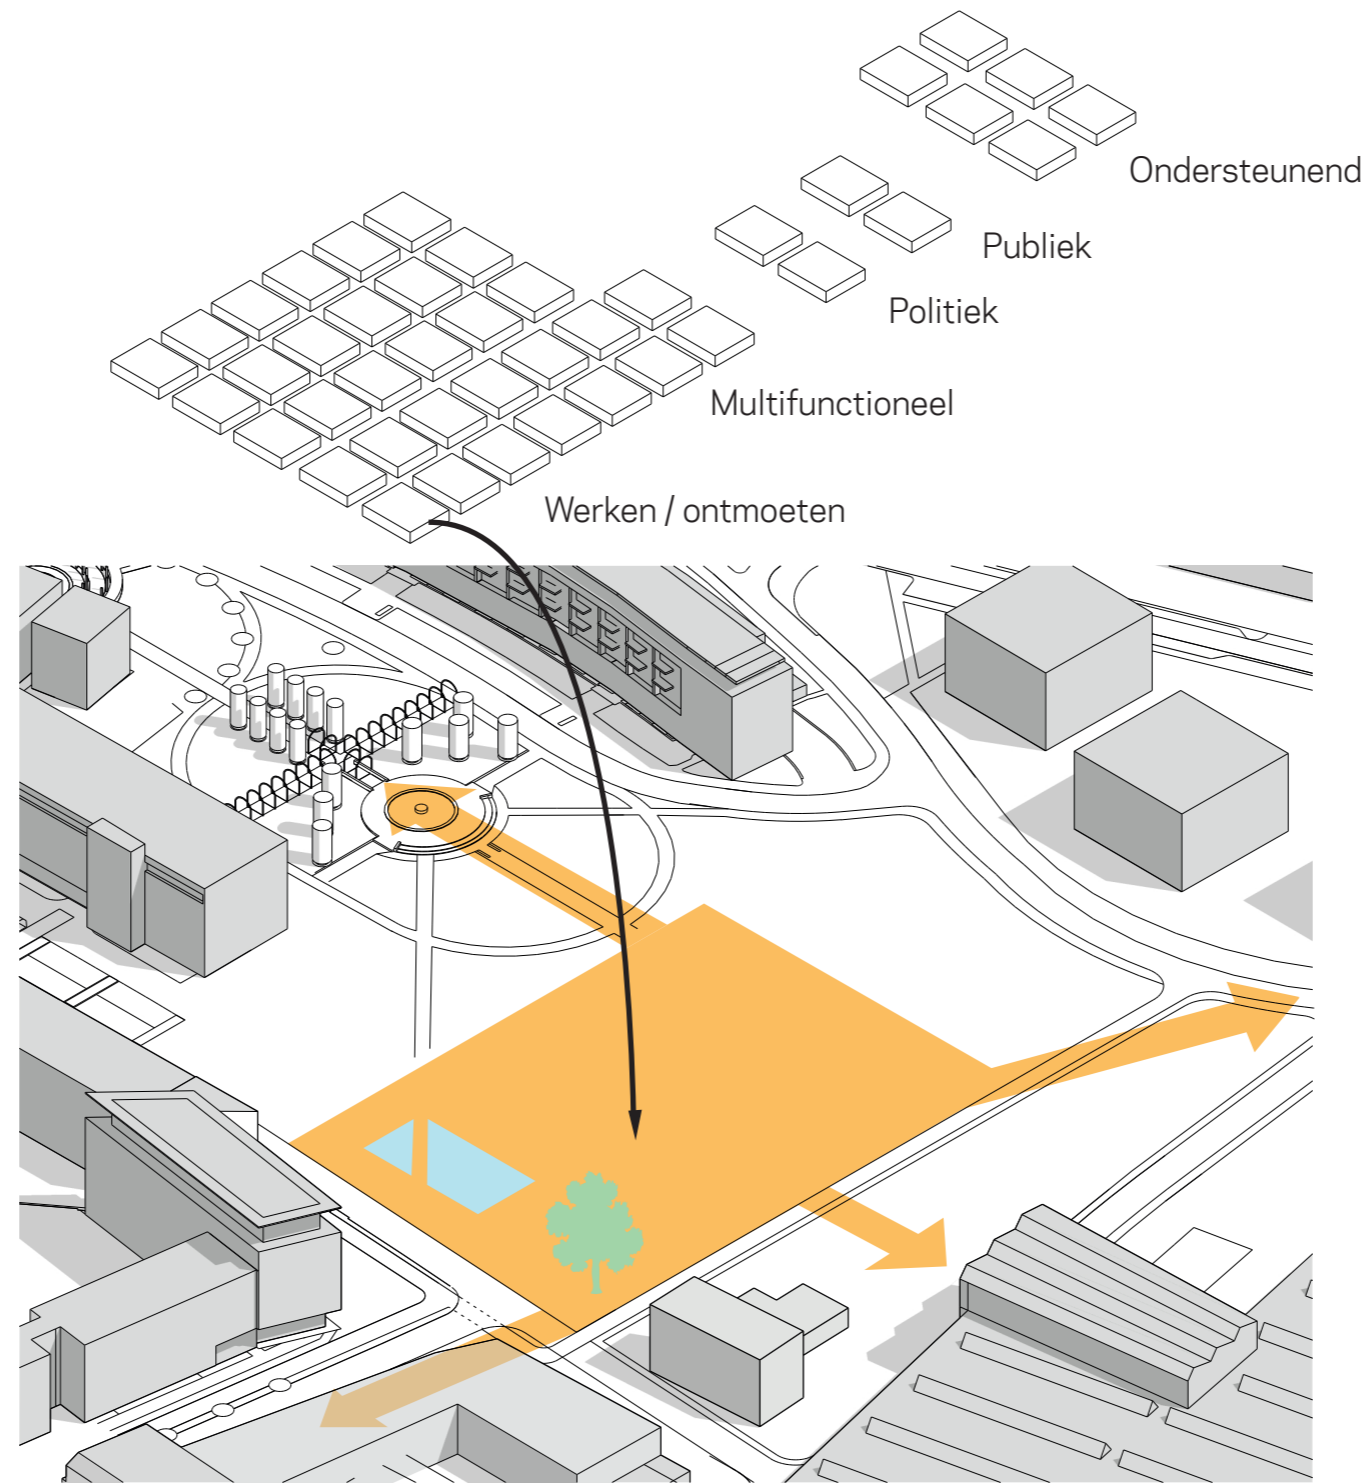 Ondersteunend
Publiek
Politiek
Multifunctioneel
Werken / ontmoeten